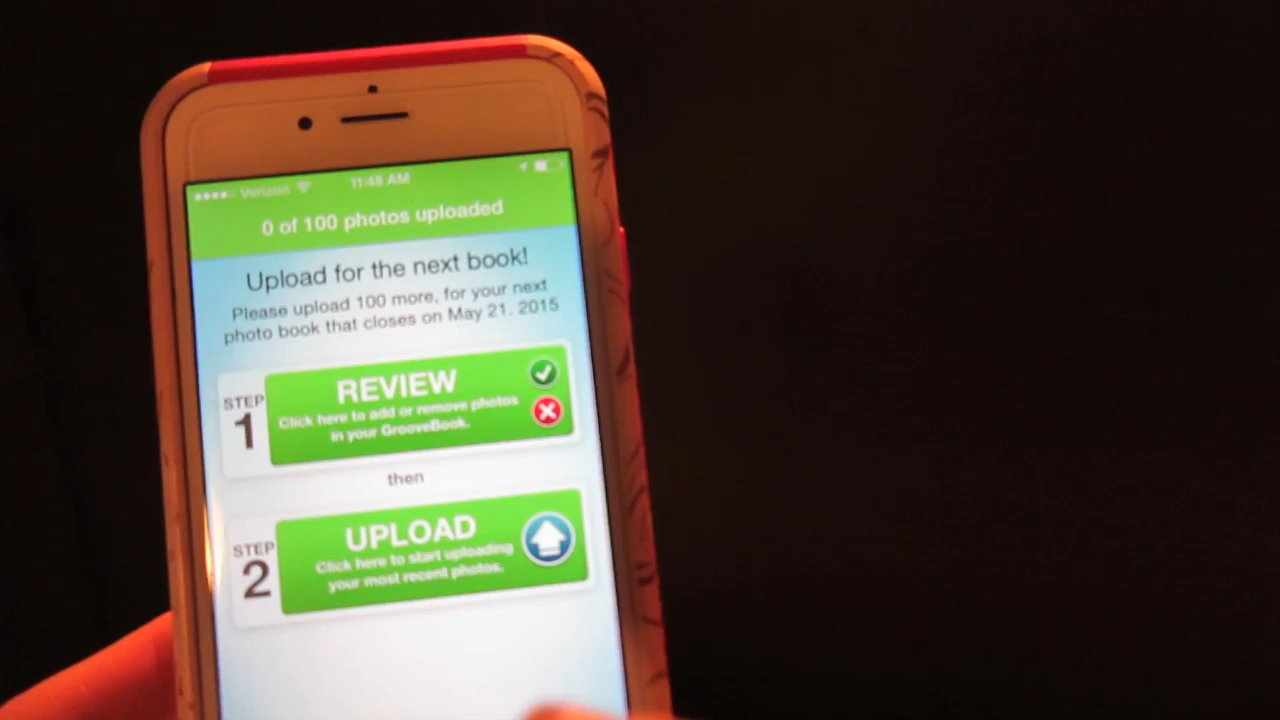 Verizon 11:48 AM
0 of 100 photos uploaded
Upload for the next book!
Please upload 100 more, for your next
photo book that closes on May 21, 2015
STEP
1
REVIEW
Click here to add or remove photos
in your GrooveBook.
then
STEP
2
UPLOAD
Click here to start uploading
your most recent photos.